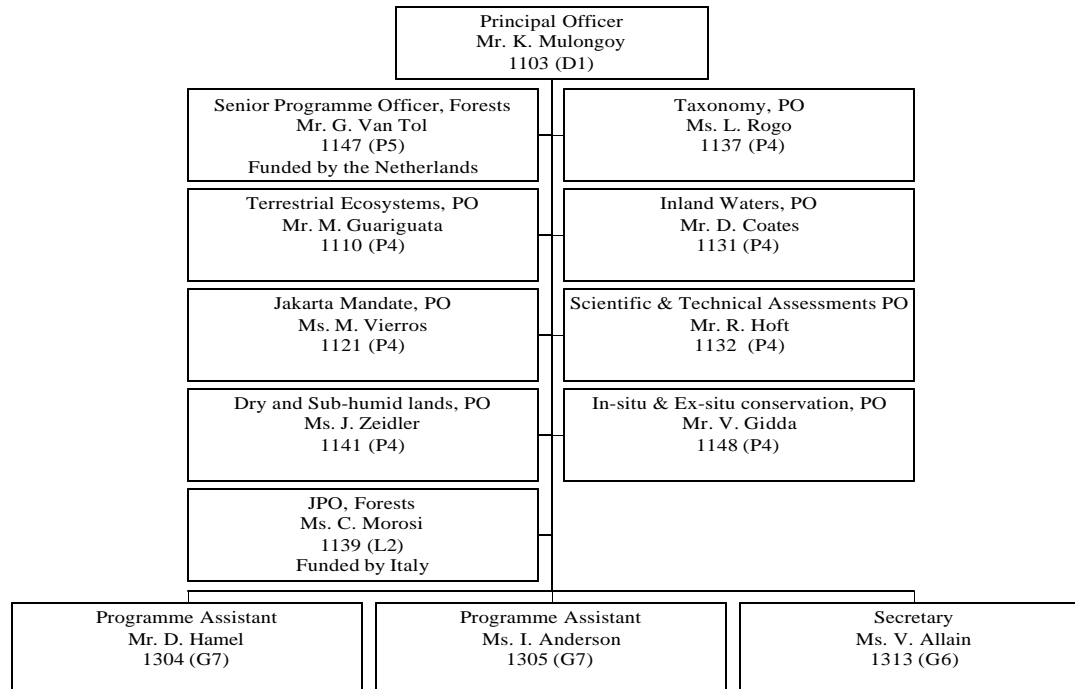 Principal Officer
Mr. K. Mulongoy
1103 (D1)
Senior Programme Officer, Forests
Mr. G. Van Tol
1147 (P5)
Funded by the Netherlands
Taxonomy, PO
Ms. L. Rogo
1137 (P4)
Terrestrial Ecosystems, PO
Mr. M. Guariguata
1110 (P4)
Inland Waters, PO
Mr. D. Coates
1131 (P4)
Jakarta Mandate, PO
Ms. M. Vierros
1121 (P4)
Scientific & Technical Assessments PO
Mr. R. Hoft
1132 (P4)
Dry and Sub-humid lands, PO
Ms. J. Zeidler
1141 (P4)
In-situ & Ex-situ conservation, PO
Mr. V. Gidda
1148 (P4)
JPO, Forests
Ms. C. Morosi
1139 (L2)
Funded by Italy
Programme Assistant
Mr. D. Hamel
1304 (G7)
Programme Assistant
Ms. I. Anderson
1305 (G7)
Secretary
Ms. V. Allain
1313 (G6)